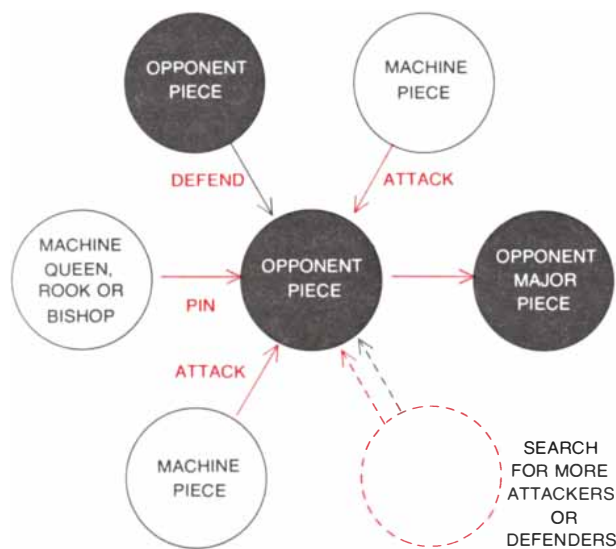 OPPONENT
PIECE
MACHINE
PIECE
DEFEND
ATTACK
MACHINE
QUEEN,
ROOK OR
BISHOP
PIN
OPPONENT
PIECE
OPPONENT
MAJOR
PIECE
ATTACK
MACHINE
PIECE
SEARCH
FOR MORE
ATTACKERS
OR
DEFENDERS